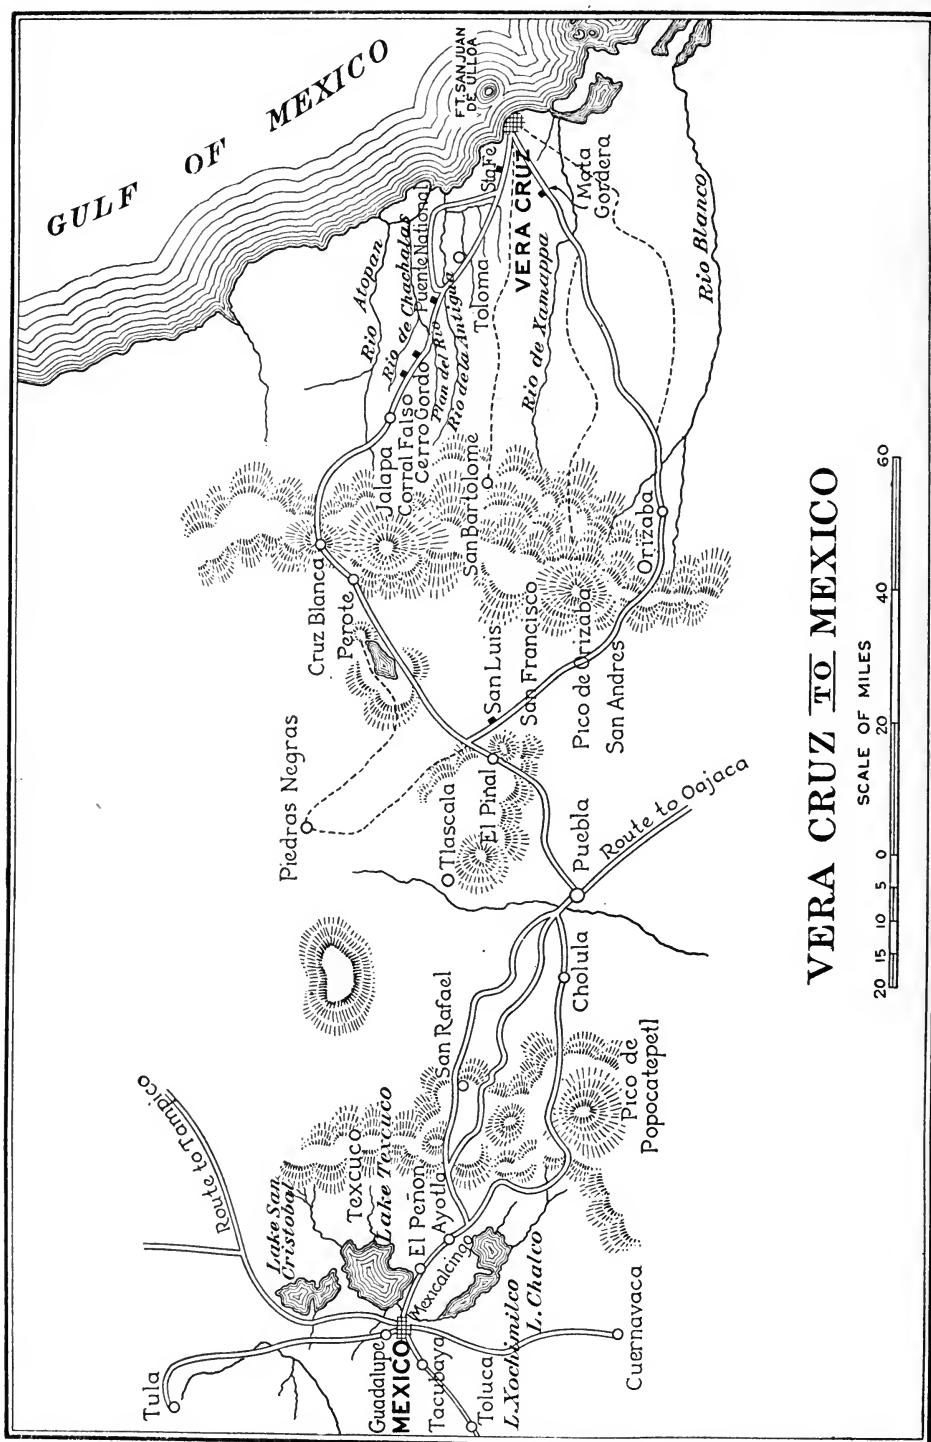 GULF OF MEXICO
FT. SAN JUAN
DE ULLOA
VERA CRUZ
Sta Fe
Mata
Gordera
Puente National
Toloma
Rio Atopan
Rio de Chachalas
Plan del Rio
Rio de la Antigua
Rio de Xamappa
Rio Blanco
Jalapa
Corral Falso
Cerro Gordo
San Bartolome
Orizaba
Cruz Blanca
Perote
San Luis
San Francisco
Pico de Orizaba
San Andres
Piedras Negras
Tlascala
El Pinal
Puebla
Route to Oajaca
Cholula
San Rafael
Pico de
Popocatepetl
Route to Tampico
Lake San
Cristobal
Texcuco
Lake Texcuco
El Peñon
Ayotla
Mexicalcingo
L. Chalco
L. Xochimilco
Cuernavaca
Tula
Guadalupe
MEXICO
Tacubaya
Toluca
VERA CRUZ TO MEXICO
SCALE OF MILES
20 15 10 5 0 20 40 60